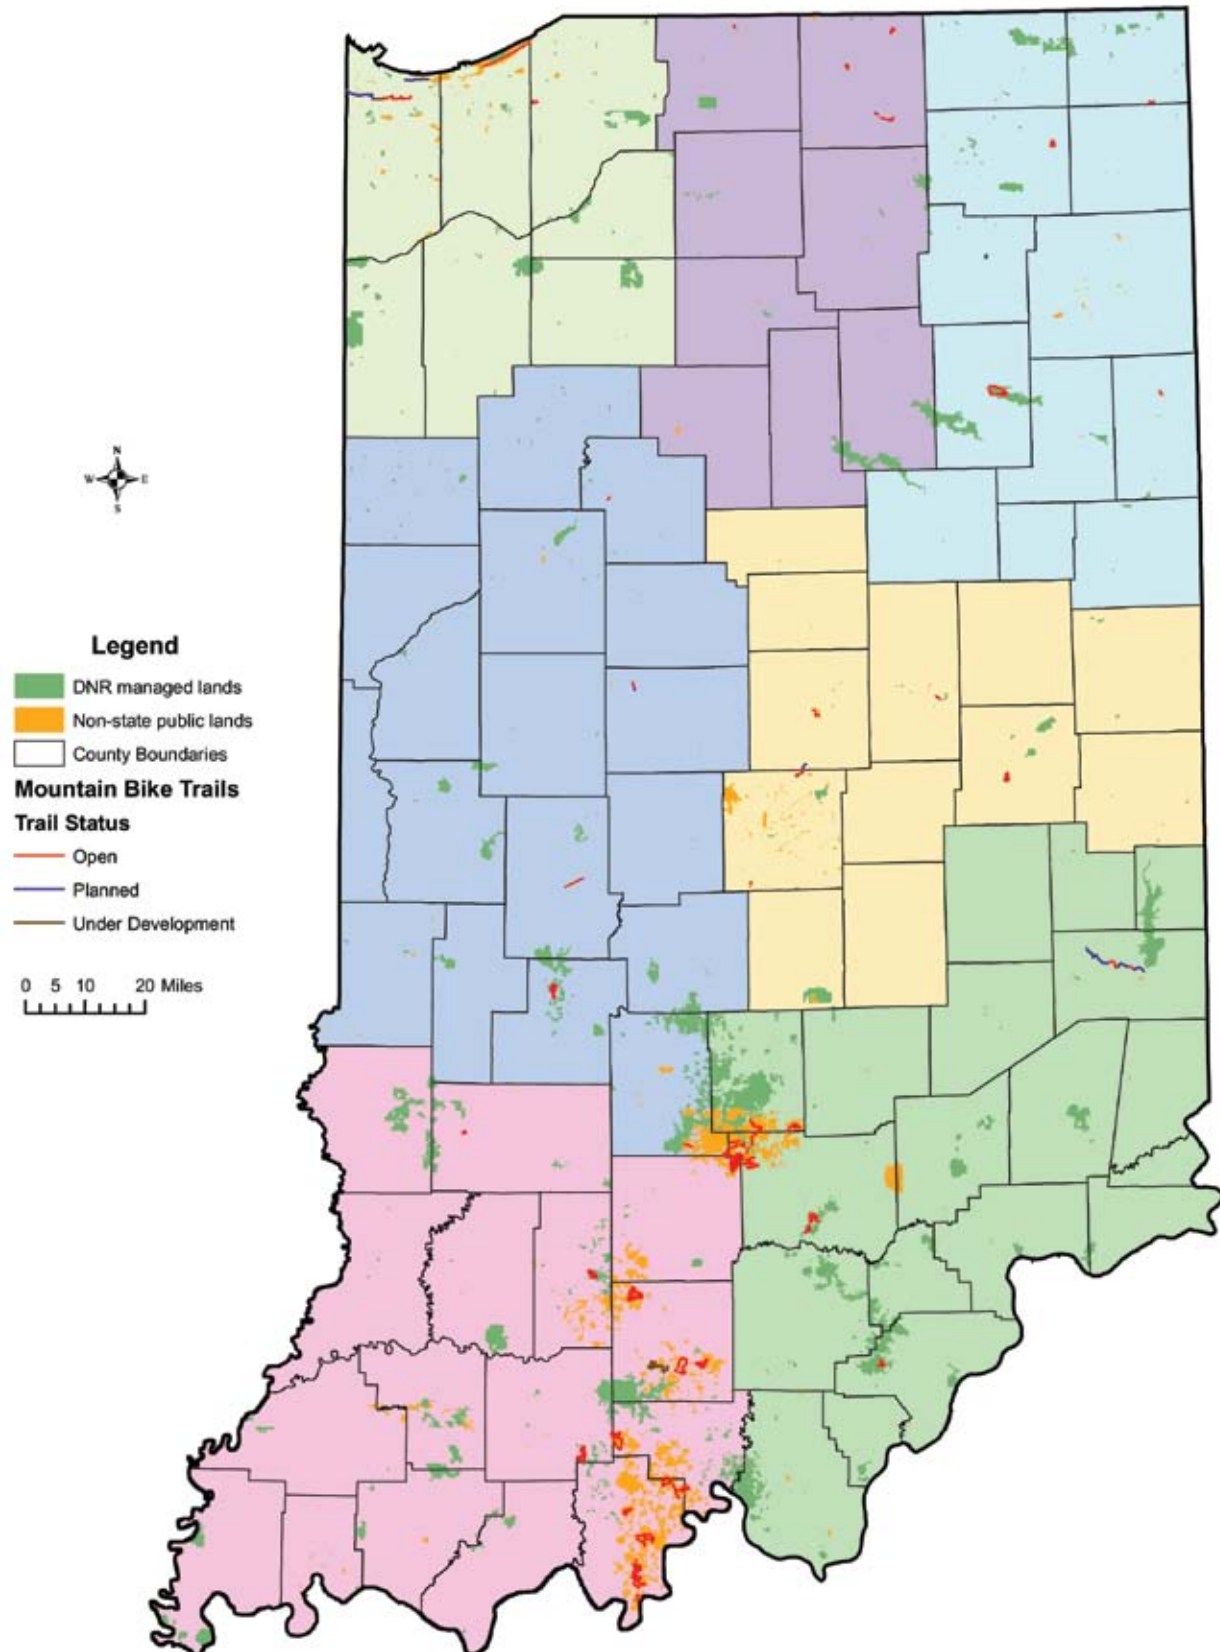 N
W E
S
Legend
DNR managed lands
Non-state public lands
County Boundaries
Mountain Bike Trails
Trail Status
Open
Planned
Under Development
0 5 10 20 Miles